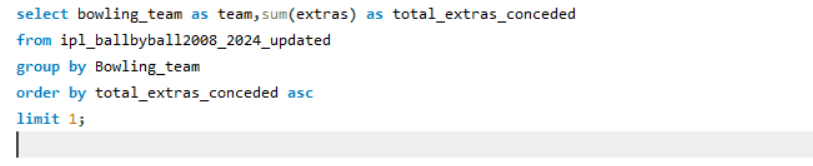 select bowling_team as team,sum(extras) as total_extras_conceded
from ipl_ballbyball2008_2024_updated
group by Bowling_team
order by total_extras_conceded asc
limit 1;